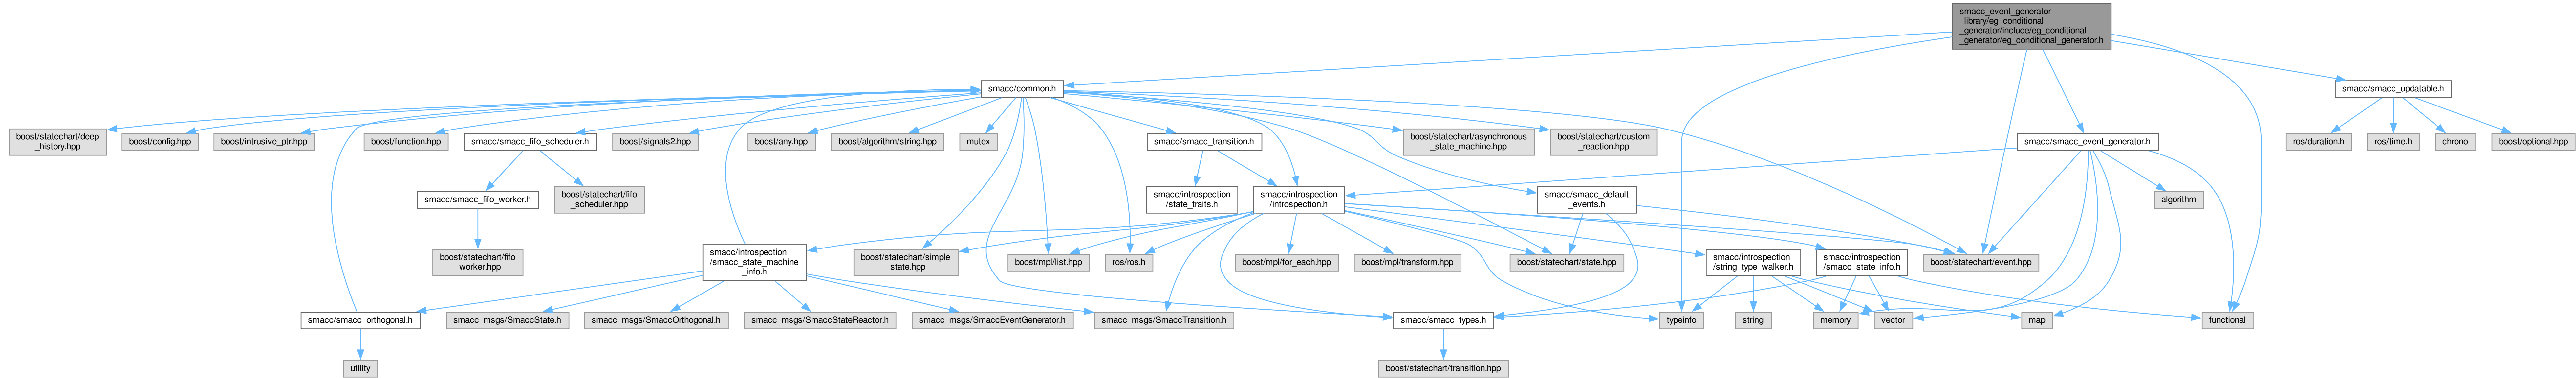 smacc_event_generator
_library/eg_conditional
_generator/include/eg_conditional
_generator/eg_conditional_generator.h
smacc/common.h
smacc/smacc_updatable.h
boost/statechart/deep
_history.hpp
boost/config.hpp
boost/intrusive_ptr.hpp
boost/function.hpp
smacc/smacc_fifo_scheduler.h
boost/signals2.hpp
boost/any.hpp
boost/algorithm/string.hpp
mutex
smacc/smacc_transition.h
boost/statechart/asynchronous
_state_machine.hpp
boost/statechart/custom
_reaction.hpp
smacc/smacc_event_generator.h
ros/duration.h
ros/time.h
chrono
boost/optional.hpp
smacc/smacc_fifo_worker.h
boost/statechart/fifo
_scheduler.hpp
smacc/introspection
/state_traits.h
smacc/introspection
/introspection.h
smacc/smacc_default
_events.h
algorithm
boost/statechart/fifo
_worker.hpp
smacc/introspection
/smacc_state_machine
_info.h
boost/statechart/simple
_state.hpp
boost/mpl/list.hpp
ros/ros.h
boost/mpl/for_each.hpp
boost/mpl/transform.hpp
boost/statechart/state.hpp
smacc/introspection
/string_type_walker.h
smacc/introspection
/smacc_state_info.h
boost/statechart/event.hpp
smacc/smacc_orthogonal.h
smacc_msgs/SmaccState.h
smacc_msgs/SmaccOrthogonal.h
smacc_msgs/SmaccStateReactor.h
smacc_msgs/SmaccEventGenerator.h
smacc_msgs/SmaccTransition.h
smacc/smacc_types.h
typeinfo
string
memory
vector
map
functional
utility
boost/statechart/transition.hpp